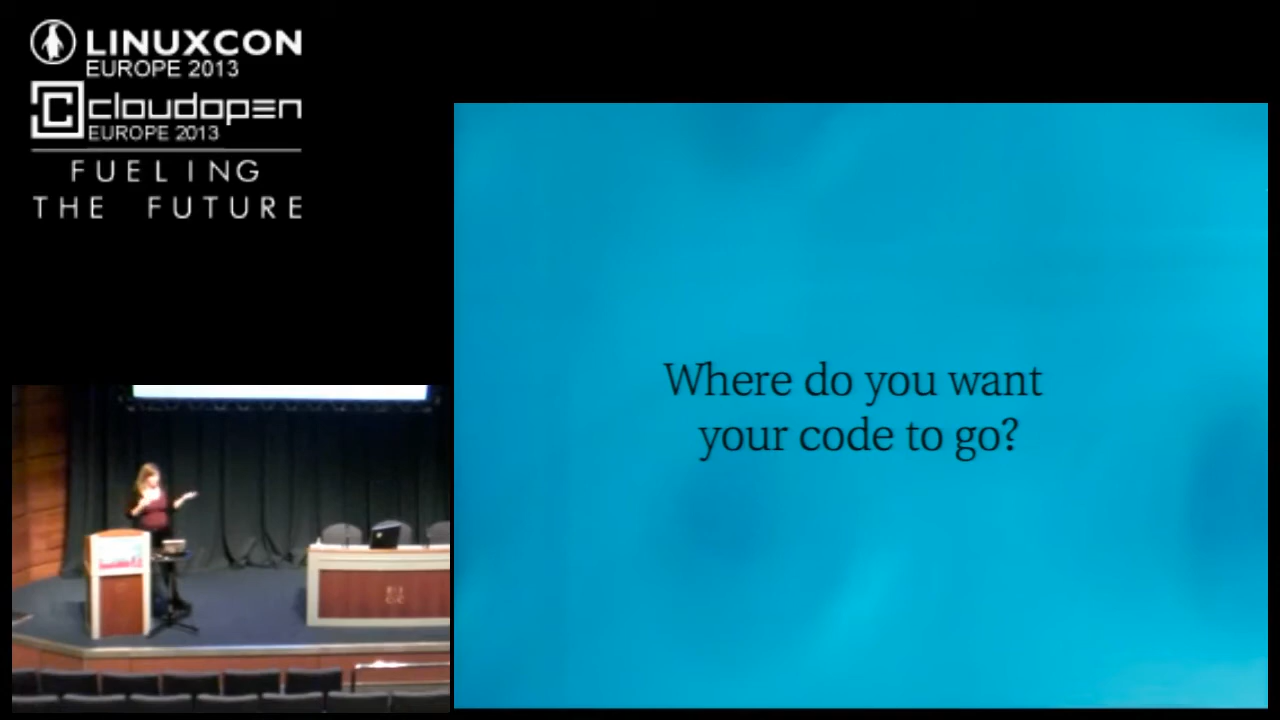 LINUXCON
EUROPE 2013
cloudopen
EUROPE 2013
FUELING
THE FUTURE
Where do you want
your code to go?